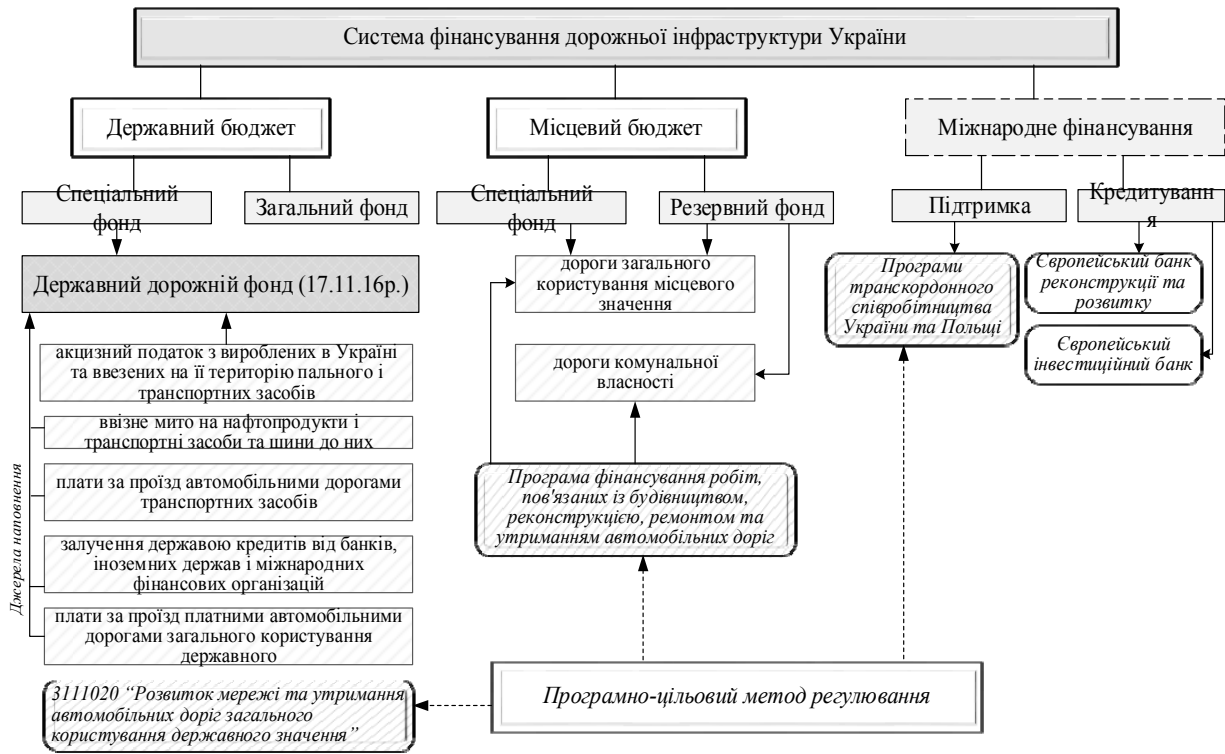 Система фінансування дорожньої інфраструктури України
Державний бюджет
Місцевий бюджет
Міжнародне фінансування
Спеціальний
фонд
Загальний фонд
Спеціальний
фонд
Резервний фонд
Підтримка
Кредитуванн
я
Державний дорожній фонд (17.11.16р.)
акцизний податок з вироблених в Україні
та ввезених на її територію пального і
транспортних засобів
ввізне мито на нафтопродукти і
транспортні засоби та шини до них
плати за проїзд автомобільними дорогами
транспортних засобів
залучення державою кредитів від банків,
іноземних держав і міжнародних
фінансових організацій
плати за проїзд платними автомобільними
дорогами загального користування
державного
Джерела наповнення
3111020 “Розвиток мережі та утримання
автомобільних доріг загального
користування державного значення”
дороги загального
користування місцевого
значення
дороги комунальної
власності
Програма фінансування робіт,
пов'язаних із будівництвом,
реконструкцією, ремонтом та
утриманням автомобільних доріг
Програми
транскордонного
співробітництва
України та Польщі
Європейський банк
реконструкції та
розвитку
Європейський
інвестиційний банк
Програмно-цільовий метод регулювання